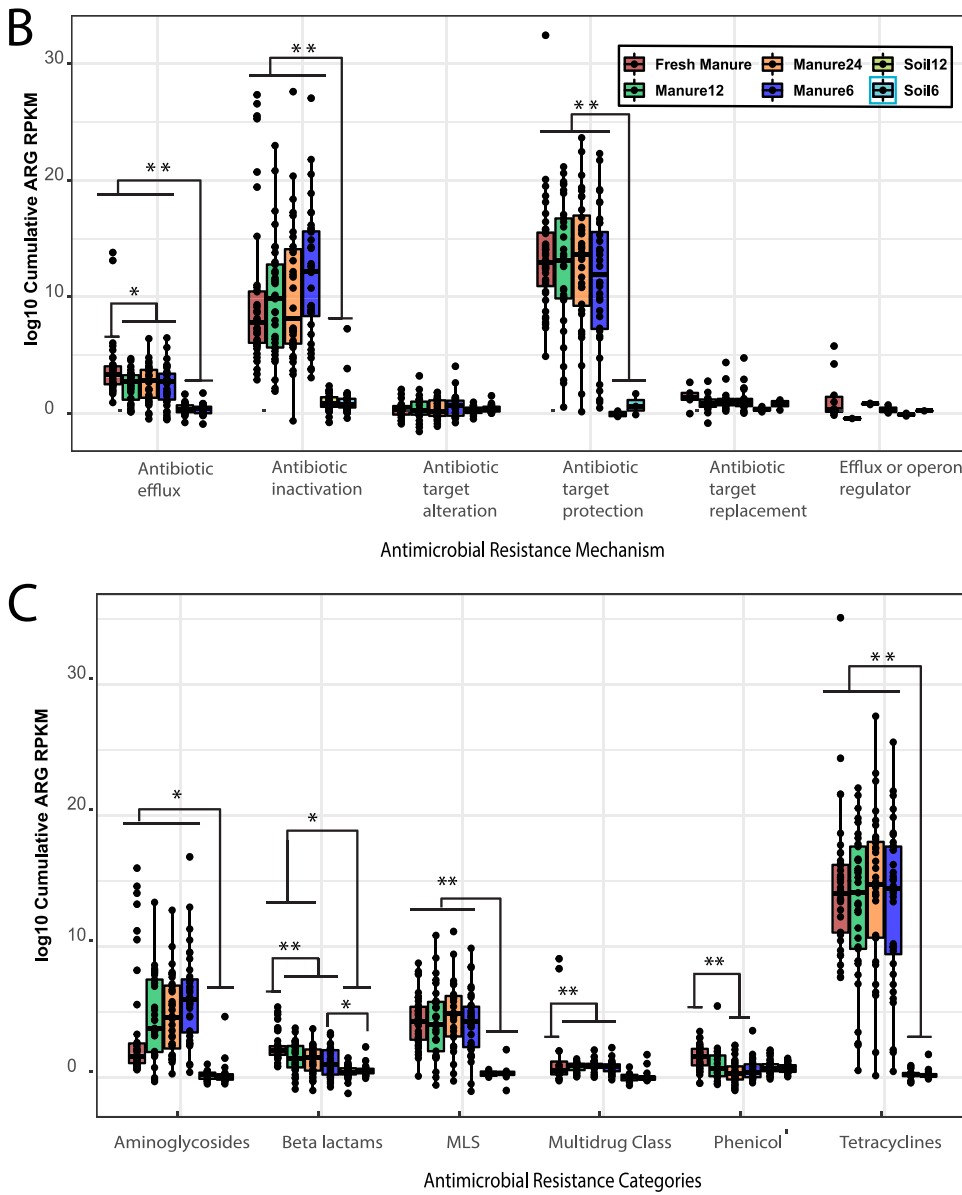 B
log10 Cumulative ARG RPKM
30
20
10
0
**
*
**
**
Fresh Manure Manure24 Soil12
Manure12 Manure6 Soil6
Antibiotic efflux
Antibiotic inactivation
Antibiotic target alteration
Antibiotic target protection
Antibiotic target replacement
Efflux or operon regulator
Antimicrobial Resistance Mechanism
C
log10 Cumulative ARG RPKM
30
20
10
0
*
*
**
*
**
**
**
**
Aminoglycosides Beta lactams MLS Multidrug Class Phenicol Tetracyclines
Antimicrobial Resistance Categories